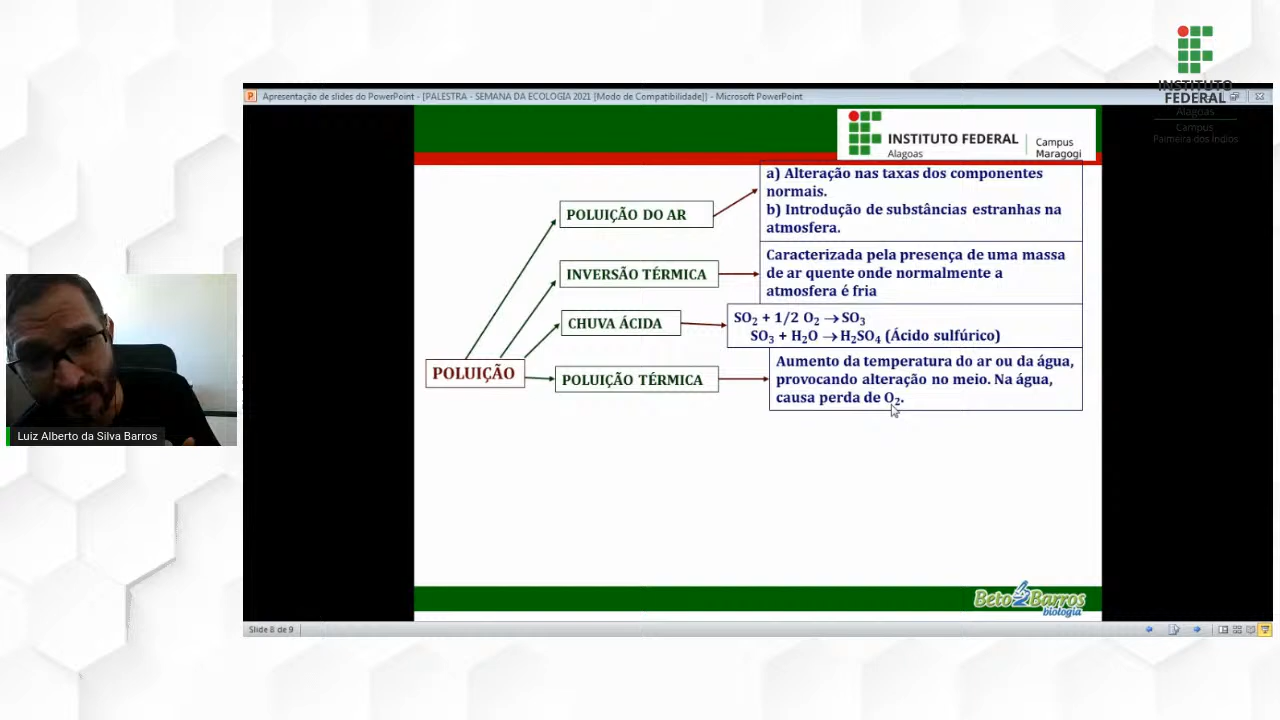 INSTITUTO
FEDERAL
Alagoas
Campus
Palmeira dos Índios
Apresentação de slides do PowerPoint - [PALESTRA - SEMANA DA ECOLOGIA 2021 [Modo de Compatibilidade]] - Microsoft PowerPoint
INSTITUTO FEDERAL
Alagoas
Campus
Maragogi
a) Alteração nas taxas dos componentes
normais.
b) Introdução de substâncias estranhas na
atmosfera.
POLUIÇÃO DO AR
Caracterizada pela presença de uma massa
de ar quente onde normalmente a
atmosfera é fria
INVERSÃO TÉRMICA
SO₂ + 1/2 O₂ → SO₃
SO₃ + H₂O → H₂SO₄ (Ácido sulfúrico)
CHUVA ÁCIDA
POLUIÇÃO
POLUIÇÃO TÉRMICA
Aumento da temperatura do ar ou da água,
provocando alteração no meio. Na água,
causa perda de O₂.
Luiz Alberto da Silva Barros
Beto Barros
biologia
Slide 8 de 9